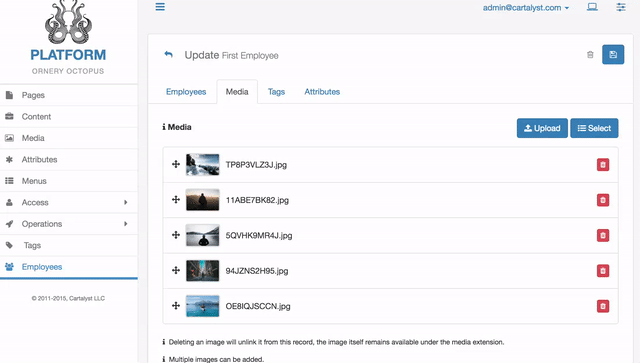 admin@cartalyst.com
PLATFORM
ORNERY OCTOPUS
Pages
Content
Media
Attributes
Menus
Access
Operations
Tags
Employees
© 2011-2015, Cartalyst LLC
Update First Employee
Employees Media Tags Attributes
Media
Upload Select
TP8P3VLZ3J.jpg
11ABE7BK82.jpg
5QVHK9MR4J.jpg
94JZNS2H95.jpg
OE8IQJSCCN.jpg
Deleting an image will unlink it from this record, the image itself remains available under the media extension.
Multiple images can be added.